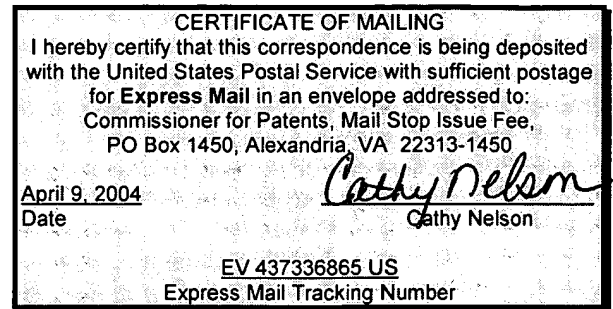 CERTIFICATE OF MAILING
I hereby certify that this correspondence is being deposited
with the United States Postal Service with sufficient postage
for Express Mail in an envelope addressed to:
Commissioner for Patents, Mail Stop Issue Fee,
PO Box 1450, Alexandria, VA 22313-1450
April 9, 2004 Cathy Nelson
Date Cathy Nelson
EV 437336865 US
Express Mail Tracking Number